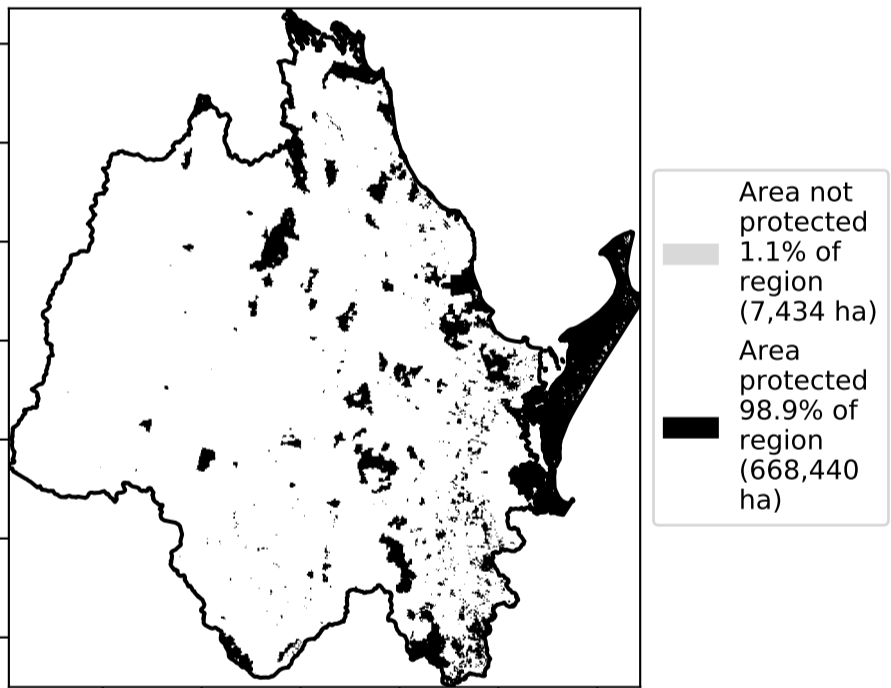 Area not
protected
1.1% of
region
(7,434 ha)
Area
protected
98.9% of
region
(668,440
ha)